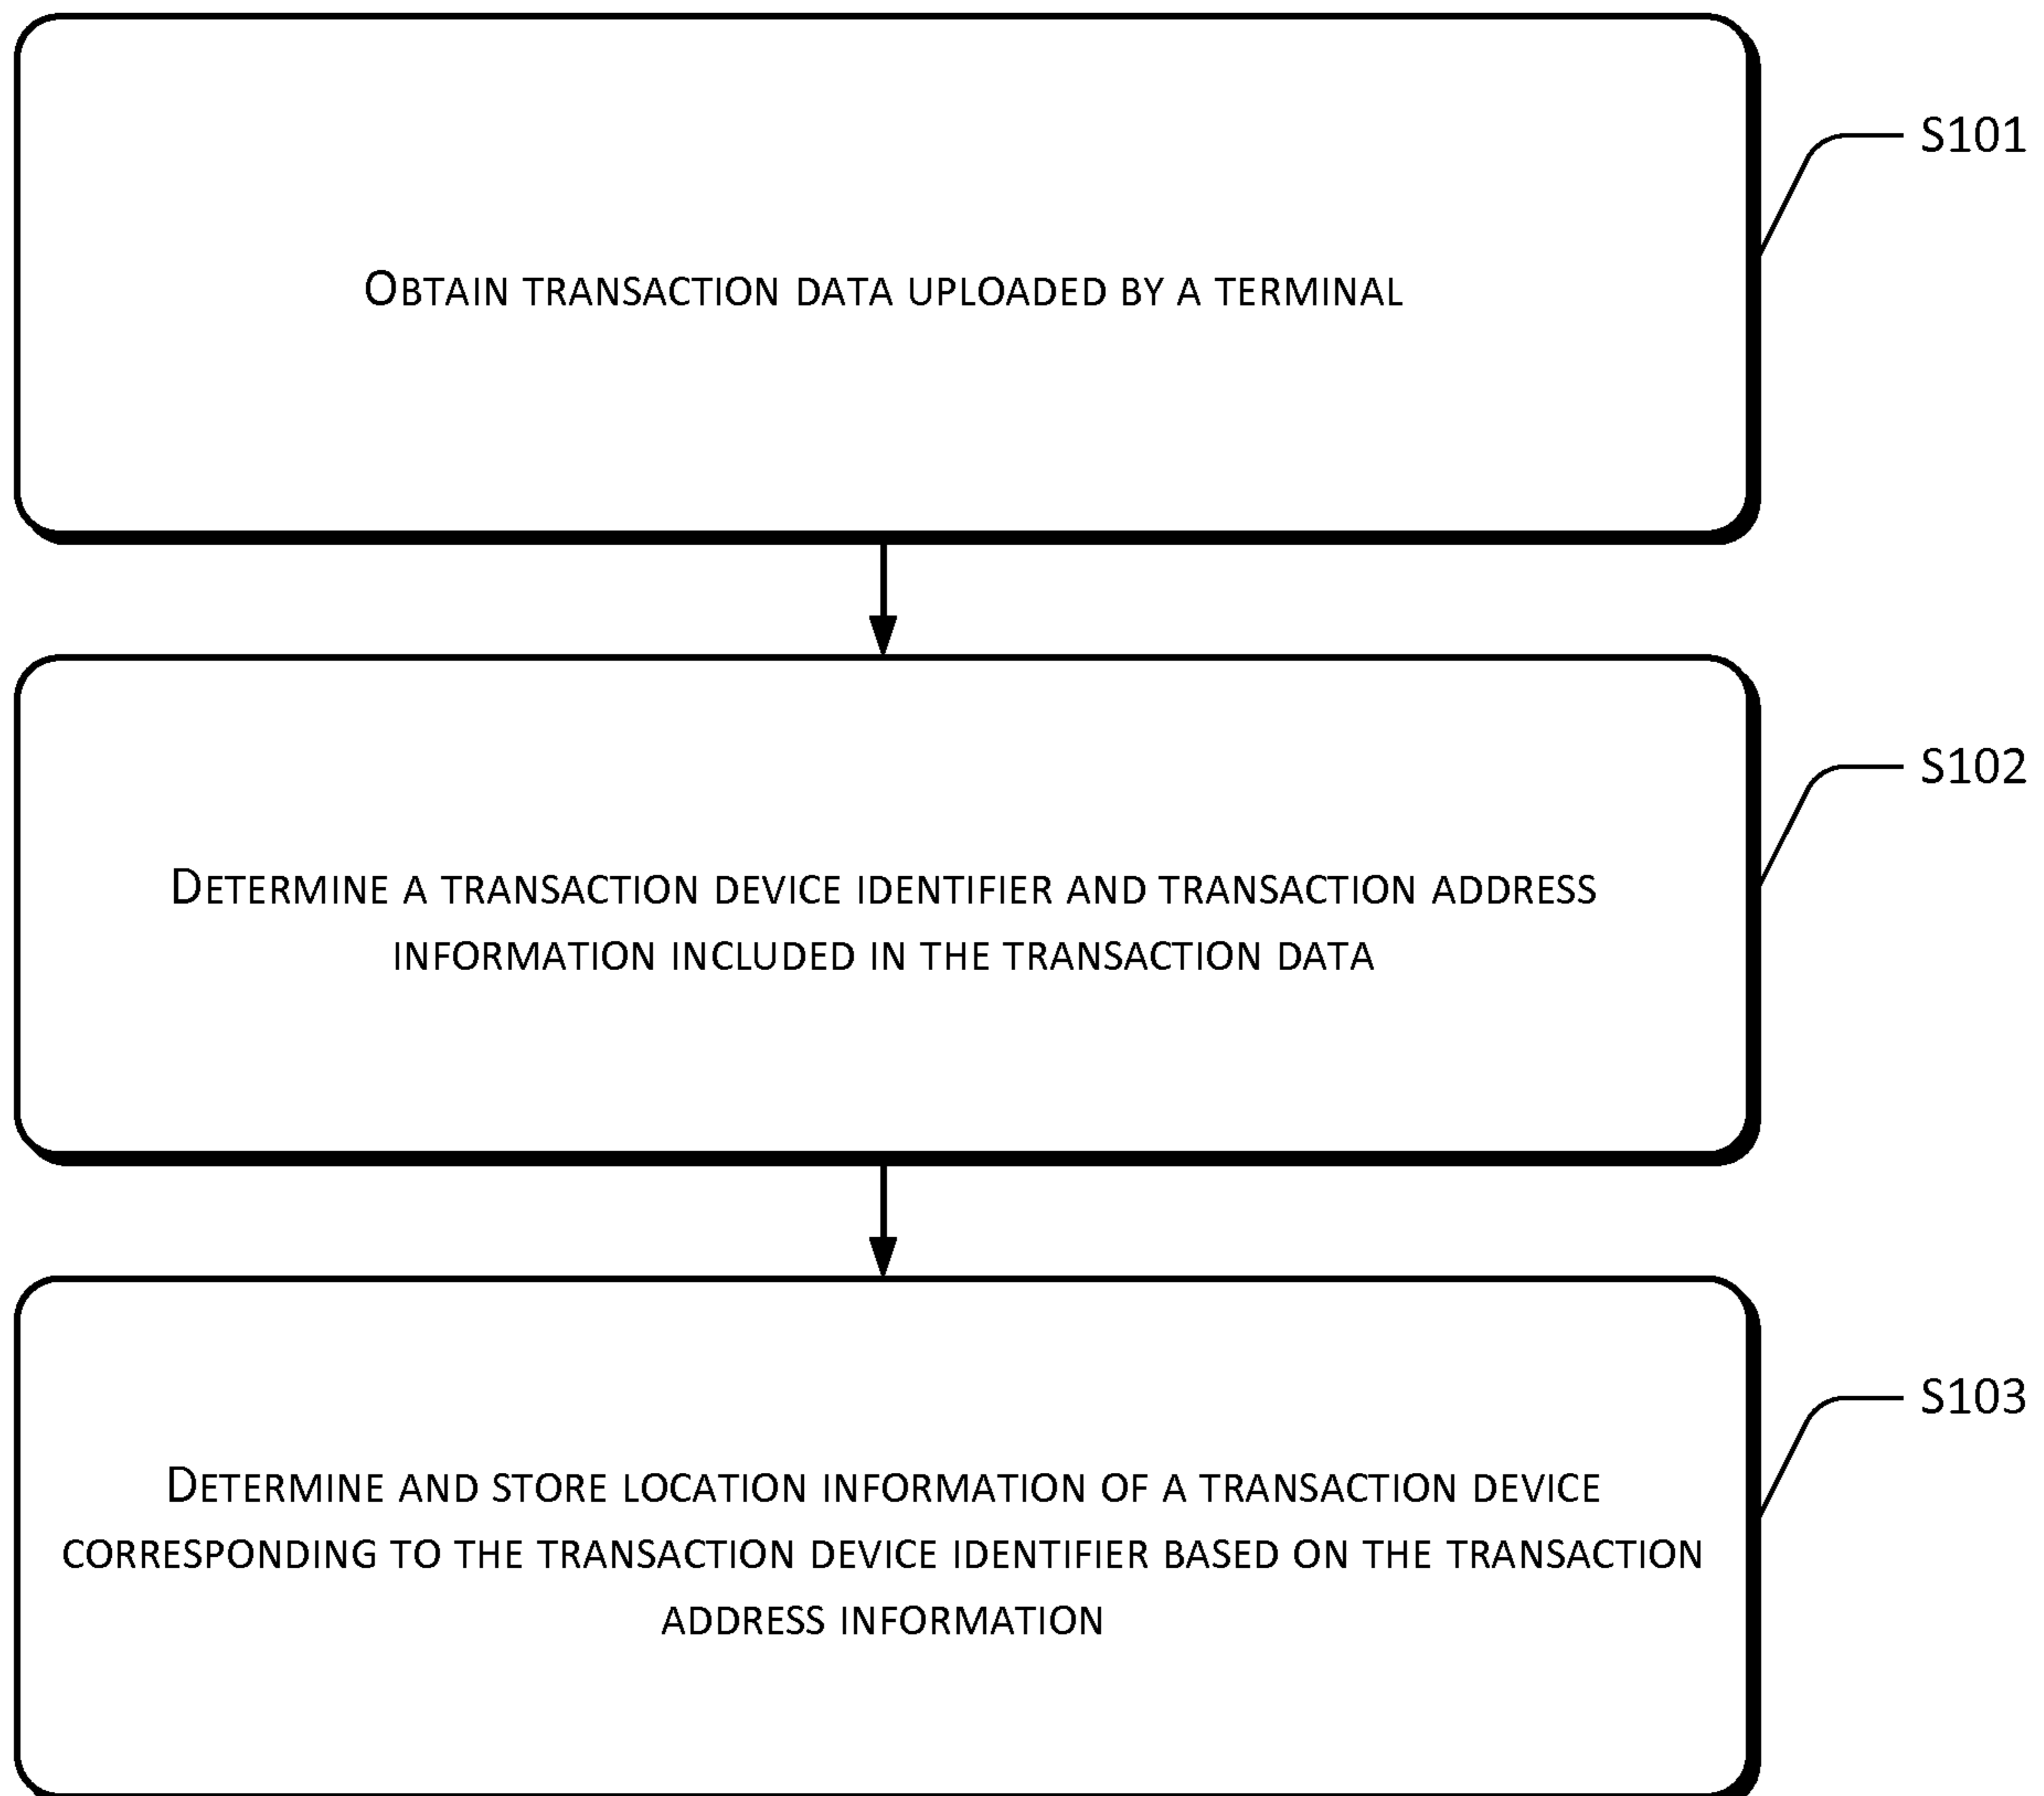 OBTAIN TRANSACTION DATA UPLOADED BY A TERMINAL
S101
DETERMINE A TRANSACTION DEVICE IDENTIFIER AND TRANSACTION ADDRESS
INFORMATION INCLUDED IN THE TRANSACTION DATA
S102
DETERMINE AND STORE LOCATION INFORMATION OF A TRANSACTION DEVICE
CORRESPONDING TO THE TRANSACTION DEVICE IDENTIFIER BASED ON THE TRANSACTION
ADDRESS INFORMATION
S103